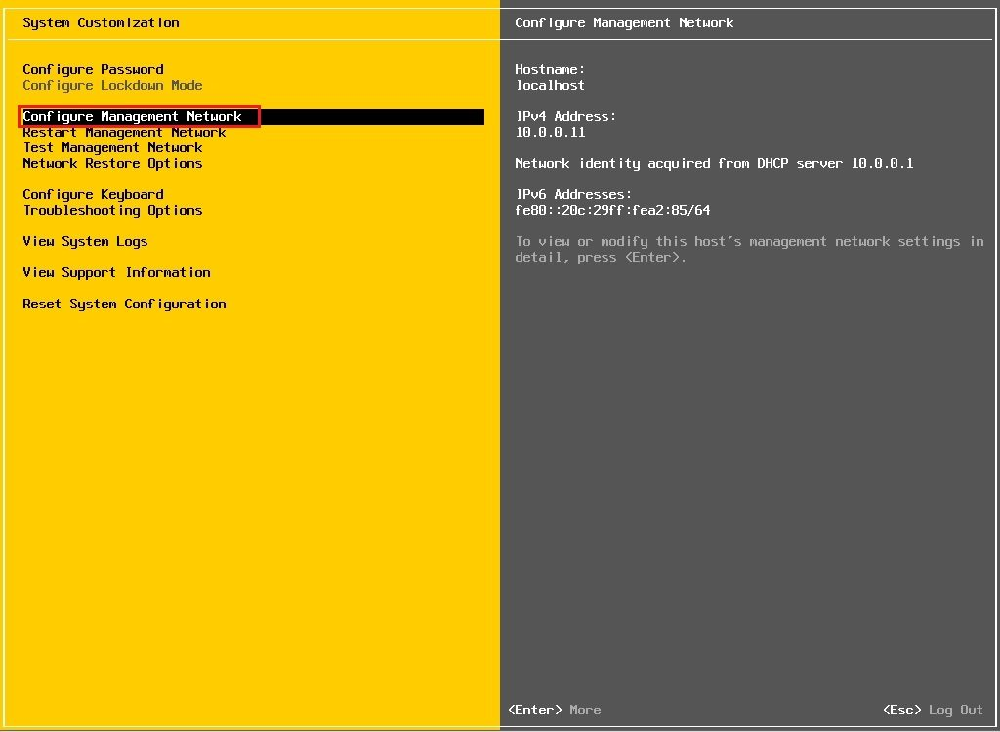 System Customization
Configure Password
Configure Lockdown Mode
Configure Management Network
Restart Management Network
Test Management Network
Network Restore Options
Configure Keyboard
Troubleshooting Options
View System Logs
View Support Information
Reset System Configuration
Configure Management Network
Hostname:
localhost
IPv4 Address:
10.0.0.11
Network identity acquired from DHCP server 10.0.0.1
IPv6 Addresses:
fe80::20c:29ff:fea2:85/64
To view or modify this host's management network settings in
detail, press <Enter>.
<Enter> More
<Esc> Log Out